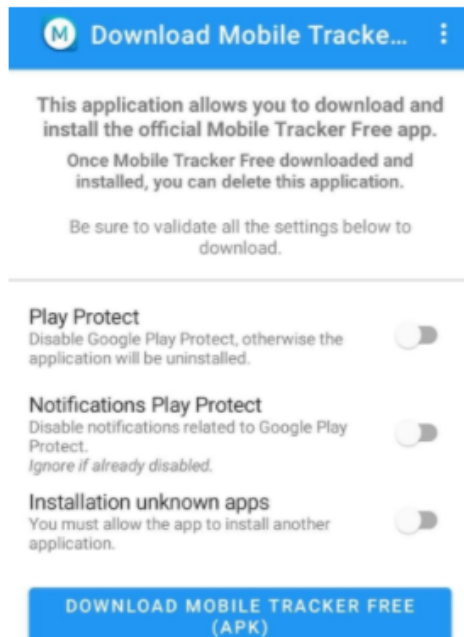 M Download Mobile Tracke...
This application allows you to download and
install the official Mobile Tracker Free app.
Once Mobile Tracker Free downloaded and
installed, you can delete this application.
Be sure to validate all the settings below to
download.
Play Protect
Disable Google Play Protect, otherwise the
application will be uninstalled.
Notifications Play Protect
Disable notifications related to Google Play
Protect.
Ignore if already disabled.
Installation unknown apps
You must allow the app to install another
application.
DOWNLOAD MOBILE TRACKER FREE
(APK)